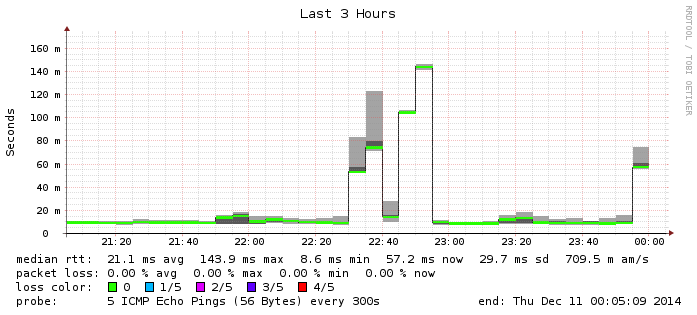 Last 3 Hours
RRDTOOL / TOBI OETIKER
Seconds
160 m
140 m
120 m
100 m
80 m
60 m
40 m
20 m
0
21:20 21:40 22:00 22:20 22:40 23:00 23:20 23:40 00:00
median rtt: 21.1 ms avg 143.9 ms max 8.6 ms min 57.2 ms now 29.7 ms sd 709.5 m am/s
packet loss: 0.00 % avg 0.00 % max 0.00 % min 0.00 % now
loss color: 0 1/5 2/5 3/5 4/5
probe: 5 ICMP Echo Pings (56 Bytes) every 300s end: Thu Dec 11 00:05:09 2014